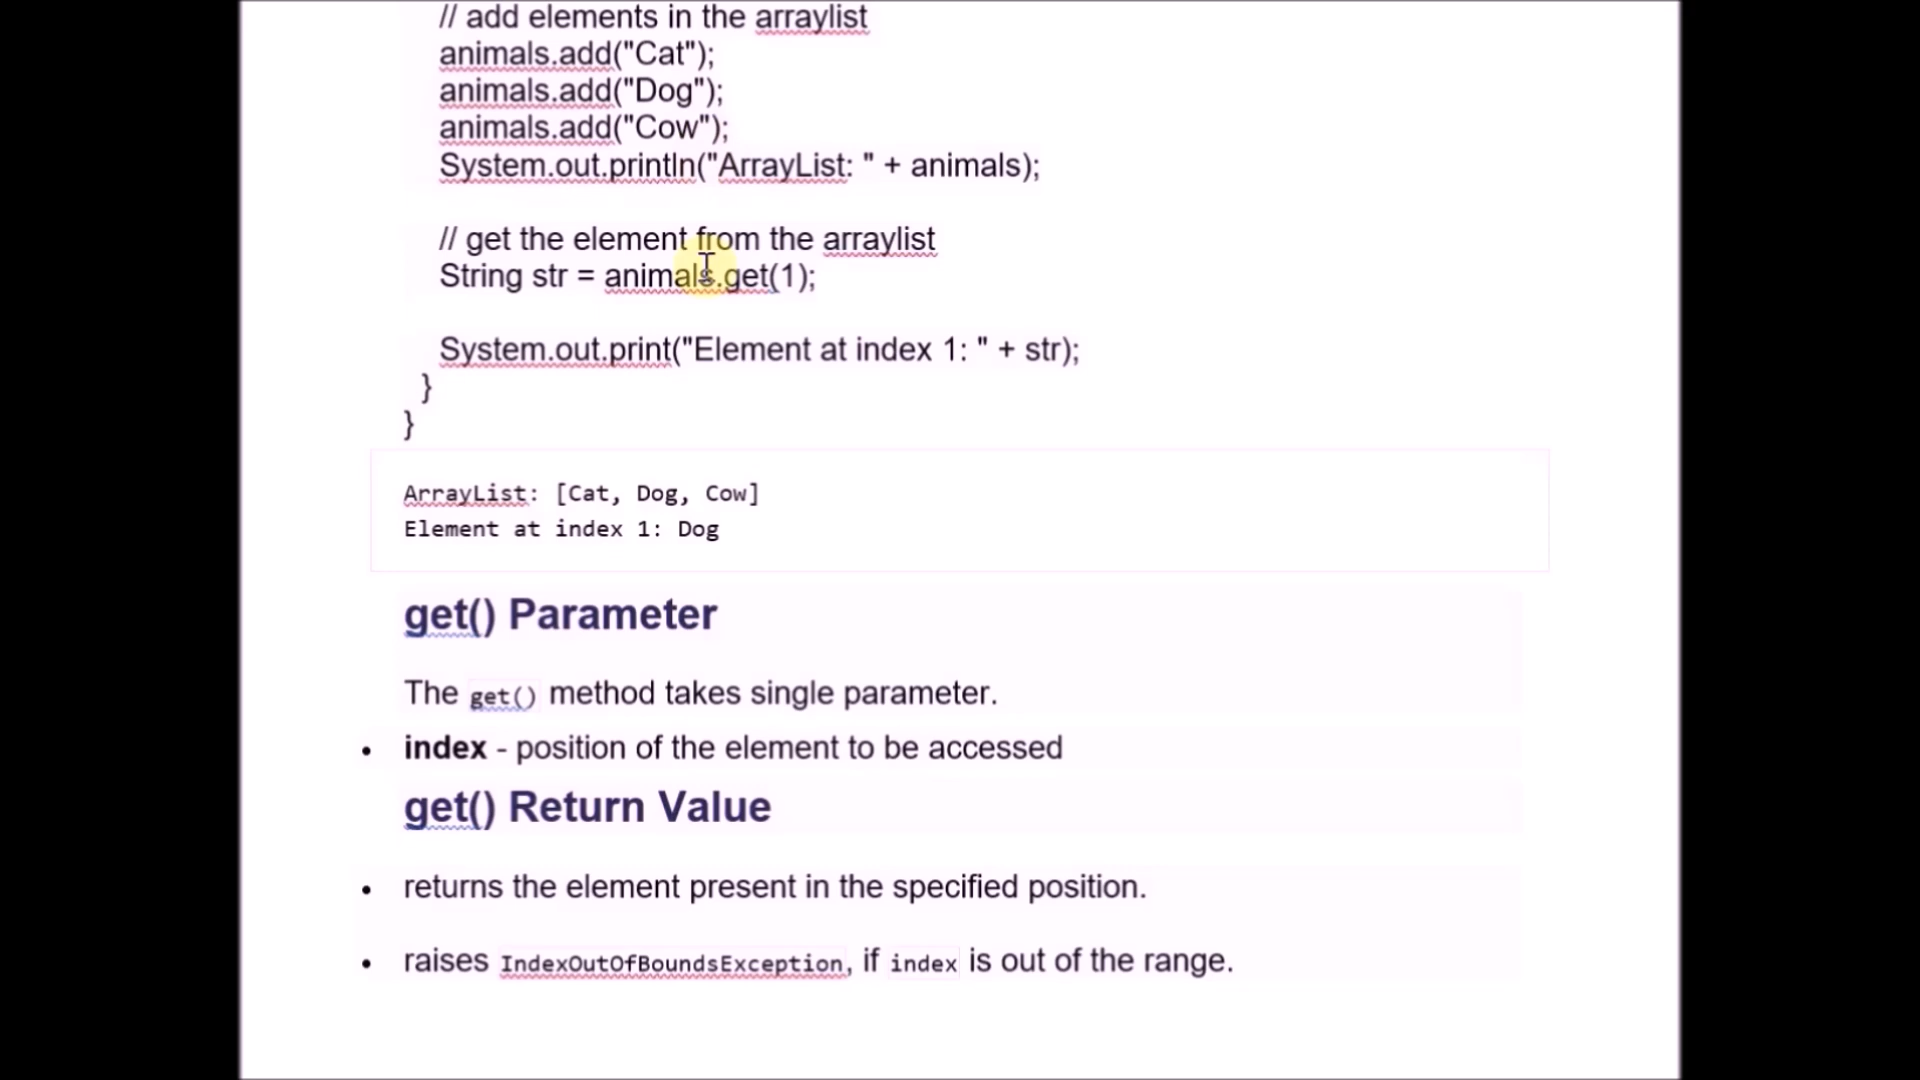 // add elements in the arraylist
animals.add("Cat");
animals.add("Dog");
animals.add("Cow");
System.out.println("ArrayList: " + animals);
// get the element from the arraylist
String str = animals.get(1);
System.out.print("Element at index 1: " + str);
}
}
ArrayList: [Cat, Dog, Cow]
Element at index 1: Dog
get() Parameter
The get() method takes single parameter.
• index - position of the element to be accessed
get() Return Value
• returns the element present in the specified position.
• raises IndexOutOfBoundsException, if index is out of the range.